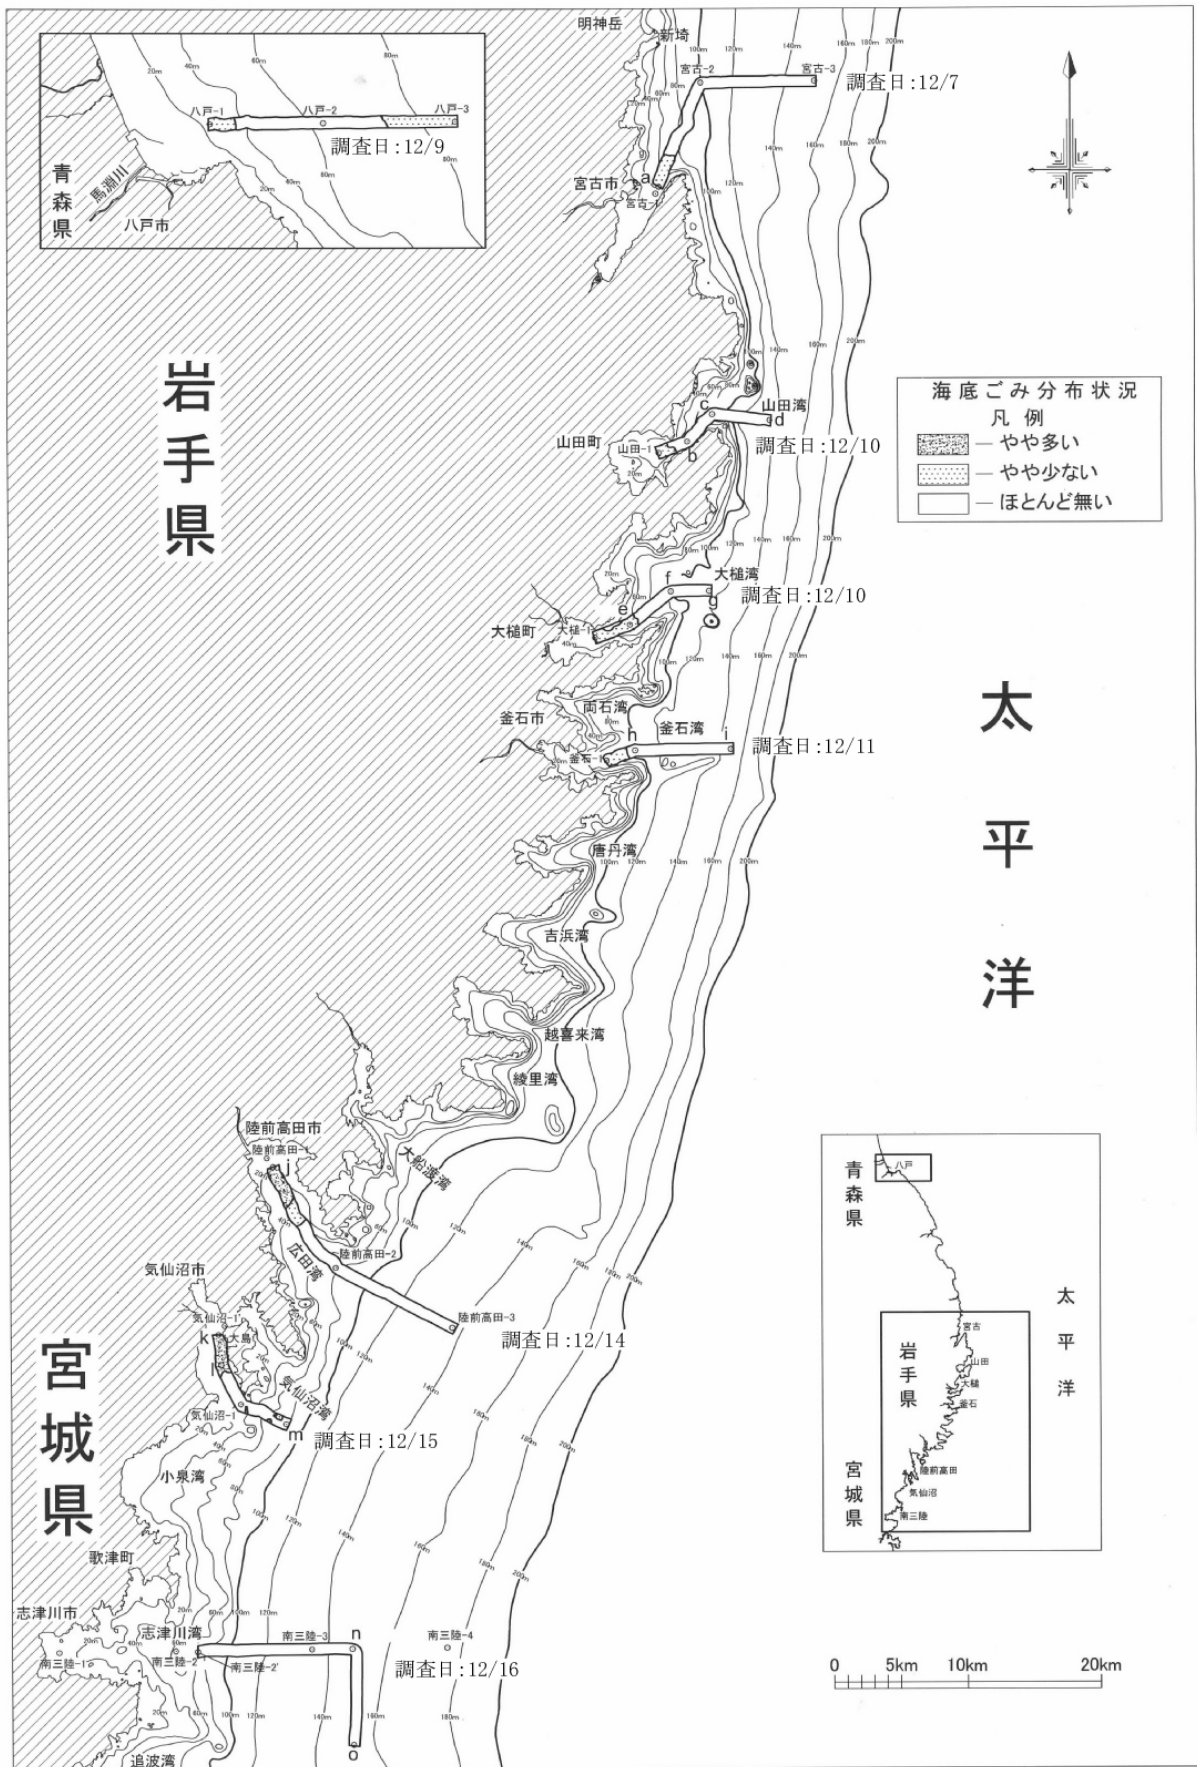 明神岳
新埼
宮古-2
宮古-3
調査日:12/7
a
宮古市
宮古-1
八戸-1
八戸-2
八戸-3
調査日:12/9
青森県
馬淵川
八戸市
20m
40m
60m
80m
100m
120m
140m
160m
180m
200m
岩手県
海底ごみ分布状況
凡例
— やや多い
— やや少ない
— ほとんど無い
山田町
山田-1
b
c
山田湾
d
調査日:12/10
大槌湾
f
g
調査日:12/10
e
大槌町
大槌-1
両石湾
釜石市
釜石湾
釜石-1
h
i
調査日:12/11
太平洋
唐丹湾
吉浜湾
越喜来湾
綾里湾
大船渡湾
陸前高田市
陸前高田-1
j
広田湾
陸前高田-2
陸前高田-3
調査日:12/14
気仙沼市
気仙沼-1'
k
大島
l
気仙沼湾
気仙沼-1
m
調査日:12/15
宮城県
小泉湾
歌津町
志津川市
志津川湾
南三陸-1
南三陸-2
南三陸-2'
南三陸-3
n
南三陸-4
調査日:12/16
o
追波湾
青森県
八戸
太平洋
岩手県
宮古
山田
大槌
釜石
陸前高田
気仙沼
南三陸
宮城県
0 5km 10km 20km